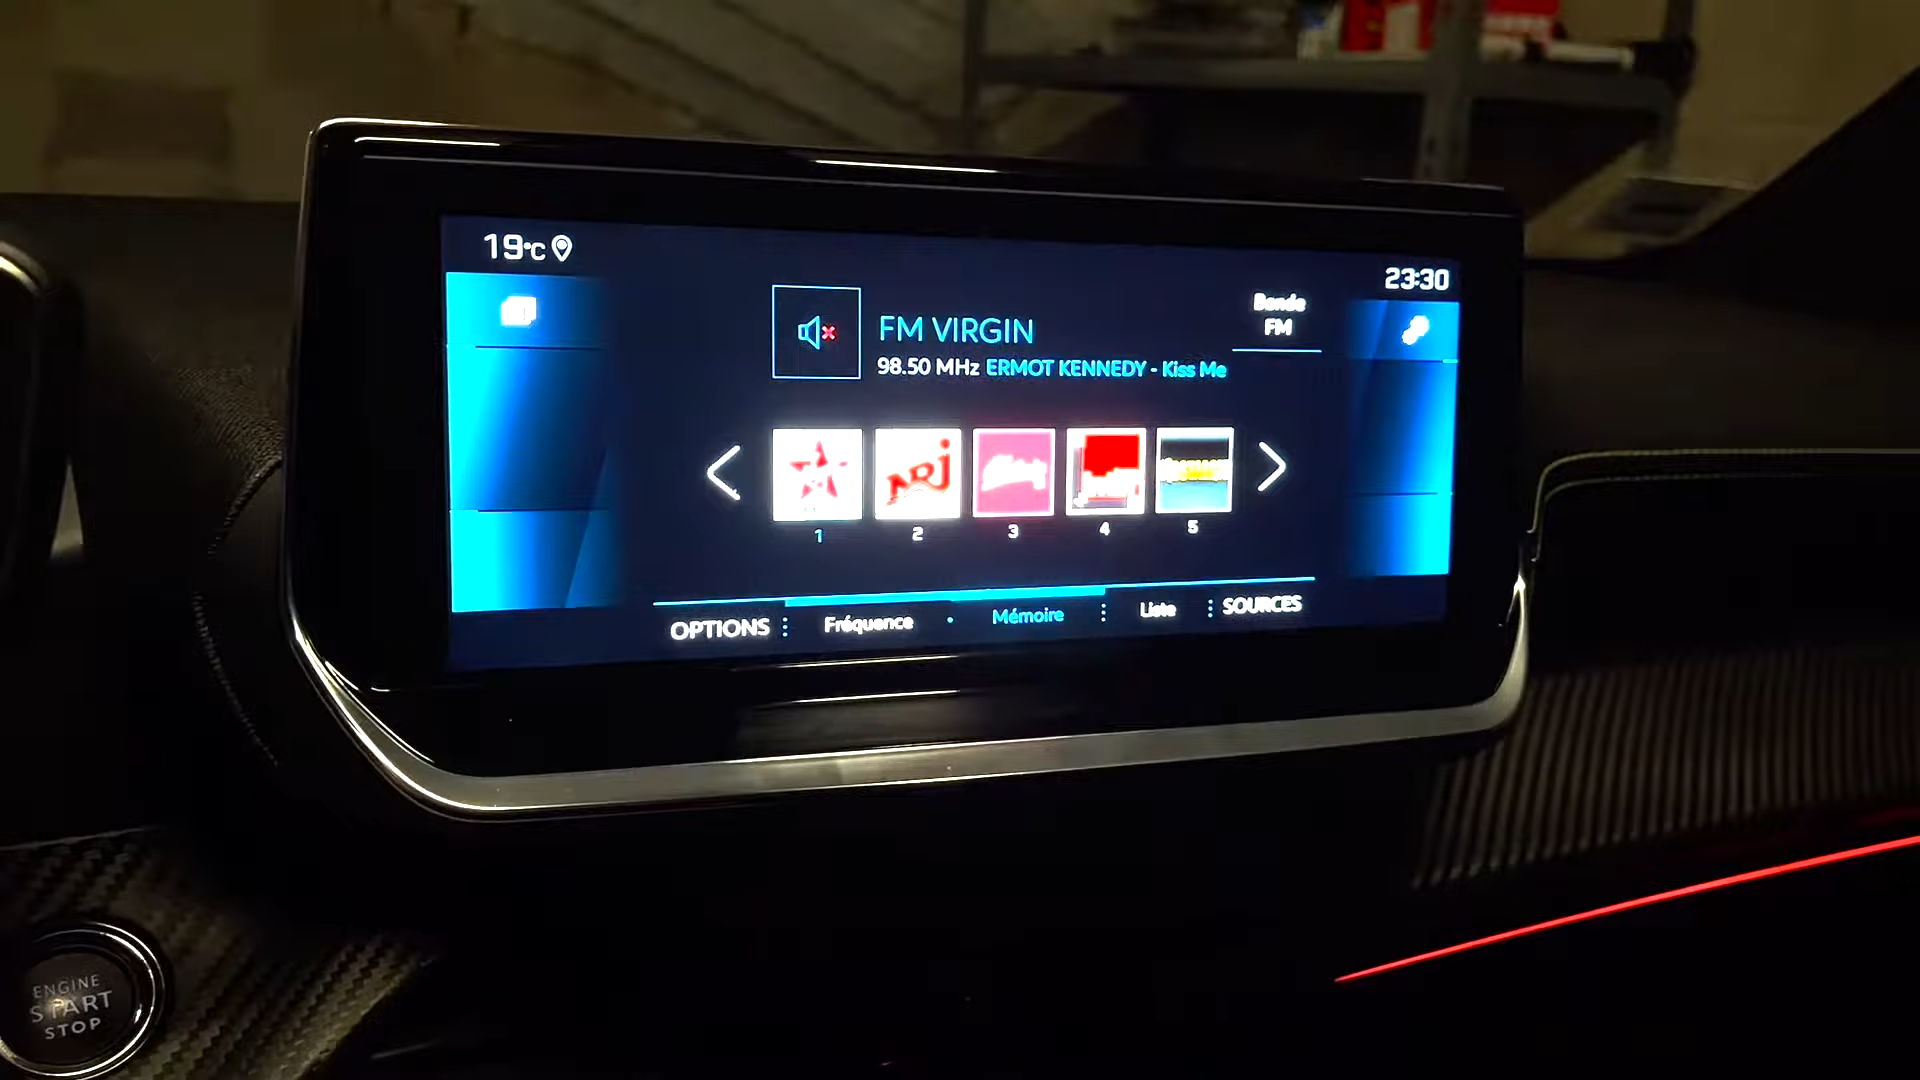 19°C
23:30
Bande
FM
FM VIRGIN
98.50 MHz ERMOT KENNEDY - Kiss Me
NRJ
1
2
3
4
5
OPTIONS
Fréquence
Mémoire
Liste
SOURCES
ENGINE
START
STOP